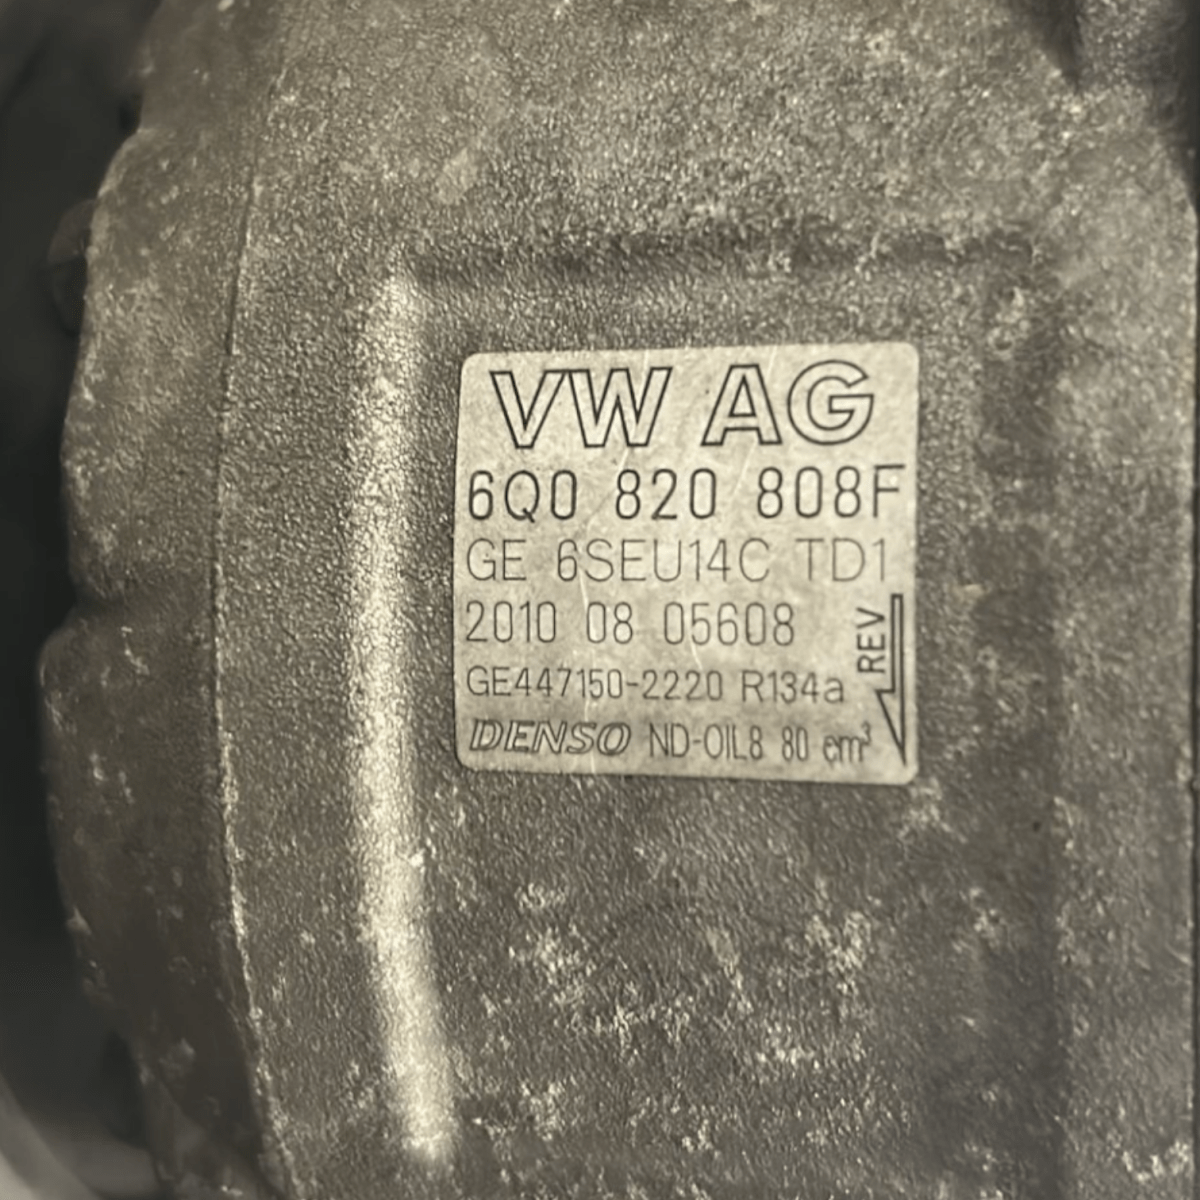 VW AG
6Q0 820 808F
GE 6SEU14C TD1
2010 08 05608
GE447150-2220 R134a
DENSO ND-OIL8 80 cm³
REV